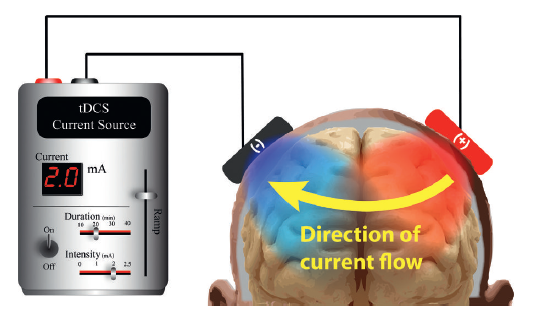 tDCS
Current Source
Current
2.0 mA
Ramp
Duration (mm)
10 20 30 40
On
Off
Intensity (mA)
0 1 2 2.5
(-)
(+)
Direction of
current flow